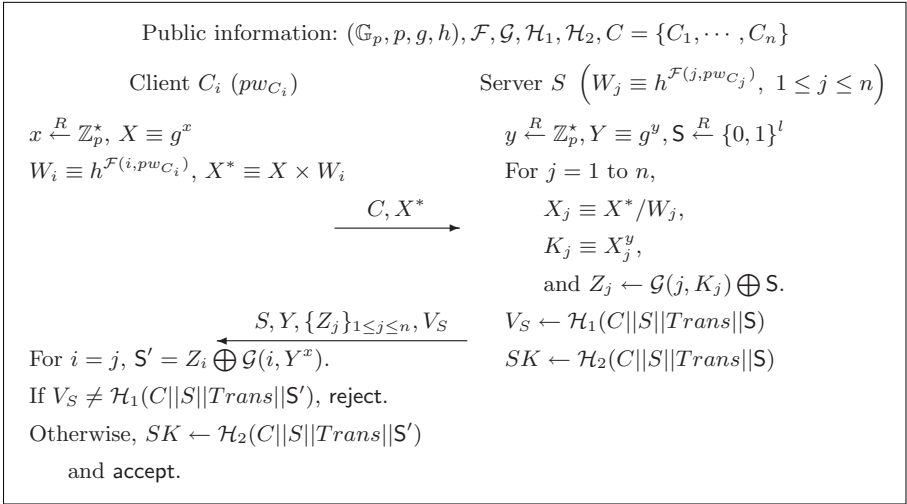 Public information: (𝔾_p, p, g, h), ℱ, 𝒢, ℋ_1, ℋ_2, C = {C_1, ⋯ , C_n}
Client C_i (pw_{C_i})
Server S (W_j ≡ h^{ℱ(j,pw_{C_j})}, 1 ≤ j ≤ n)
x ←^R ℤ_p^⋆, X ≡ g^x
y ←^R ℤ_p^⋆, Y ≡ g^y, S ←^R {0, 1}^l
W_i ≡ h^{ℱ(i,pw_{C_i})}, X^* ≡ X × W_i
For j = 1 to n,
C, X^*
X_j ≡ X^*/W_j,
K_j ≡ X_j^y,
and Z_j ← 𝒢(j, K_j) ⨁ S.
S, Y, {Z_j}_{1≤j≤n}, V_S
V_S ← ℋ_1(C||S||Trans||S)
For i = j, S′ = Z_i ⨁ 𝒢(i, Y^x).
SK ← ℋ_2(C||S||Trans||S)
If V_S ≠ ℋ_1(C||S||Trans||S′), reject.
Otherwise, SK ← ℋ_2(C||S||Trans||S′)
and accept.